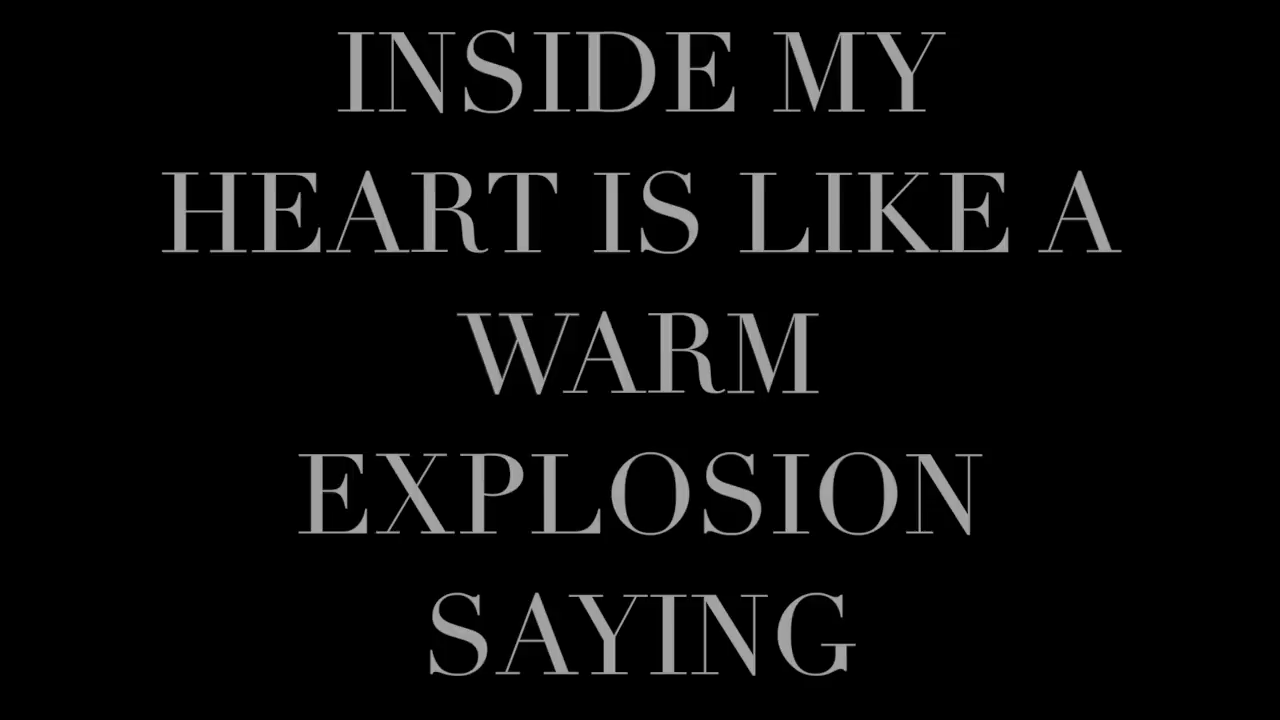 INSIDE MY
HEART IS LIKE A
WARM
EXPLOSION
SAYING